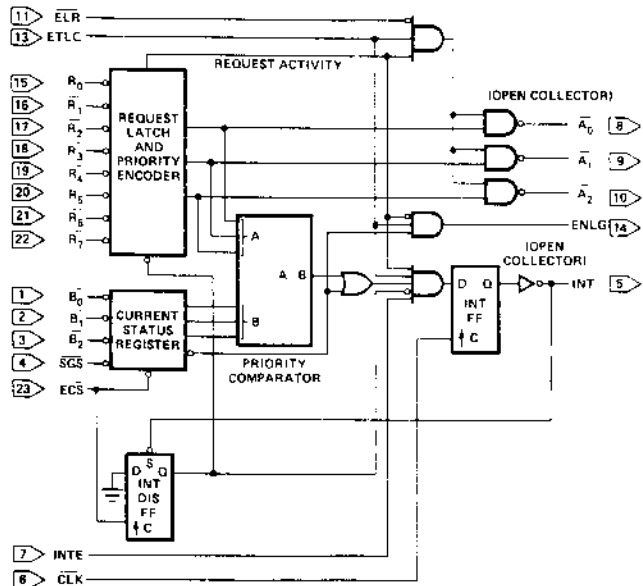 11 ELR
13 ETLC
REQUEST ACTIVITY
(OPEN COLLECTOR)
15 R0
16 R1
17 R2
18 R3
19 R4
20 R5
21 R6
22 R7
REQUEST
LATCH
AND
PRIORITY
ENCODER
A0 8
A1 9
A2 10
ENLG 14
A
B
A B
PRIORITY
COMPARATOR
(OPEN
COLLECTOR)
INT 5
D Q
INT
FF
C
1 B0
2 B1
3 B2
4 SGS
23 ECS
CURRENT
STATUS
REGISTER
S
D Q
INT
DIS
FF
C
7 INTE
6 CLK